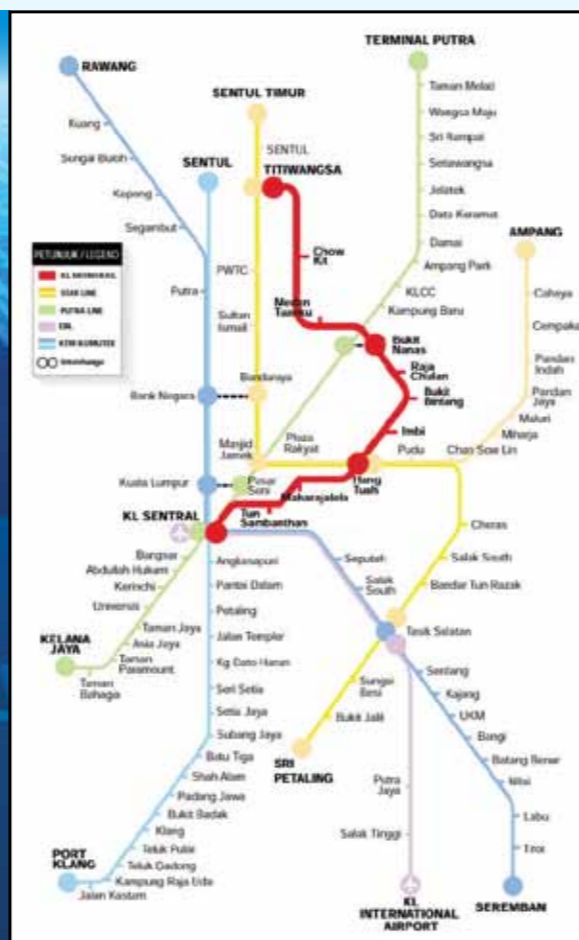 RAWANG
Kuang
Sungai Buloh
Kepong
Segambut
Putra
Bank Negara
Kuala Lumpur
KL SENTRAL
SENTUL
SENTUL TIMUR
SENTUL
TITIWANGSA
PWTC
Sultan
Ismail
Bandaraya
Masjid
Jamek
Plaza
Rakyat
Chow
Kit
Medan
Tuanku
Bukit
Nanas
Raja
Chulan
Bukit
Bintang
Imbi
Hang
Tuah
Maharajalela
Tun
Sambanthan
Pasar
Seni
TERMINAL PUTRA
Taman Melati
Wangsa Maju
Sri Rampai
Setiawangsa
Jelatek
Dato Keramat
Damai
Ampang Park
KLCC
Kampung Baru
AMPANG
Cahaya
Cempaka
Pandan
Indah
Pandan
Jaya
Maluri
Miharja
Chan Sow Lin
Pudu
Cheras
Salak South
Bandar Tun Razak
Tasik Selatan
Sungai
Besi
Bukit Jalil
SRI
PETALING
PETUNJUK / LEGEND
KL MONORAIL
STAR LINE
PUTRA LINE
ERL
KTM KOMUTER
Interchange
Bangsar
Abdullah Hukum
Kerinchi
Universiti
Taman Jaya
Asia Jaya
Taman
Paramount
Taman
Bahagia
KELANA
JAYA
Angkasapuri
Pantai Dalam
Petaling
Jalan Templer
Kg Dato Harun
Seri Setia
Setia Jaya
Subang Jaya
Batu Tiga
Shah Alam
Padang Jawa
Bukit Badak
Klang
Teluk Pulai
Teluk Gadong
Kampung Raja Uda
Jalan Kastam
PORT
KLANG
Seputeh
Salak
South
Serdang
Kajang
UKM
Bangi
Batang Benar
Nilai
Labu
Tiroi
SEREMBAN
Putra
Jaya
Salak Tinggi
KL
INTERNATIONAL
AIRPORT